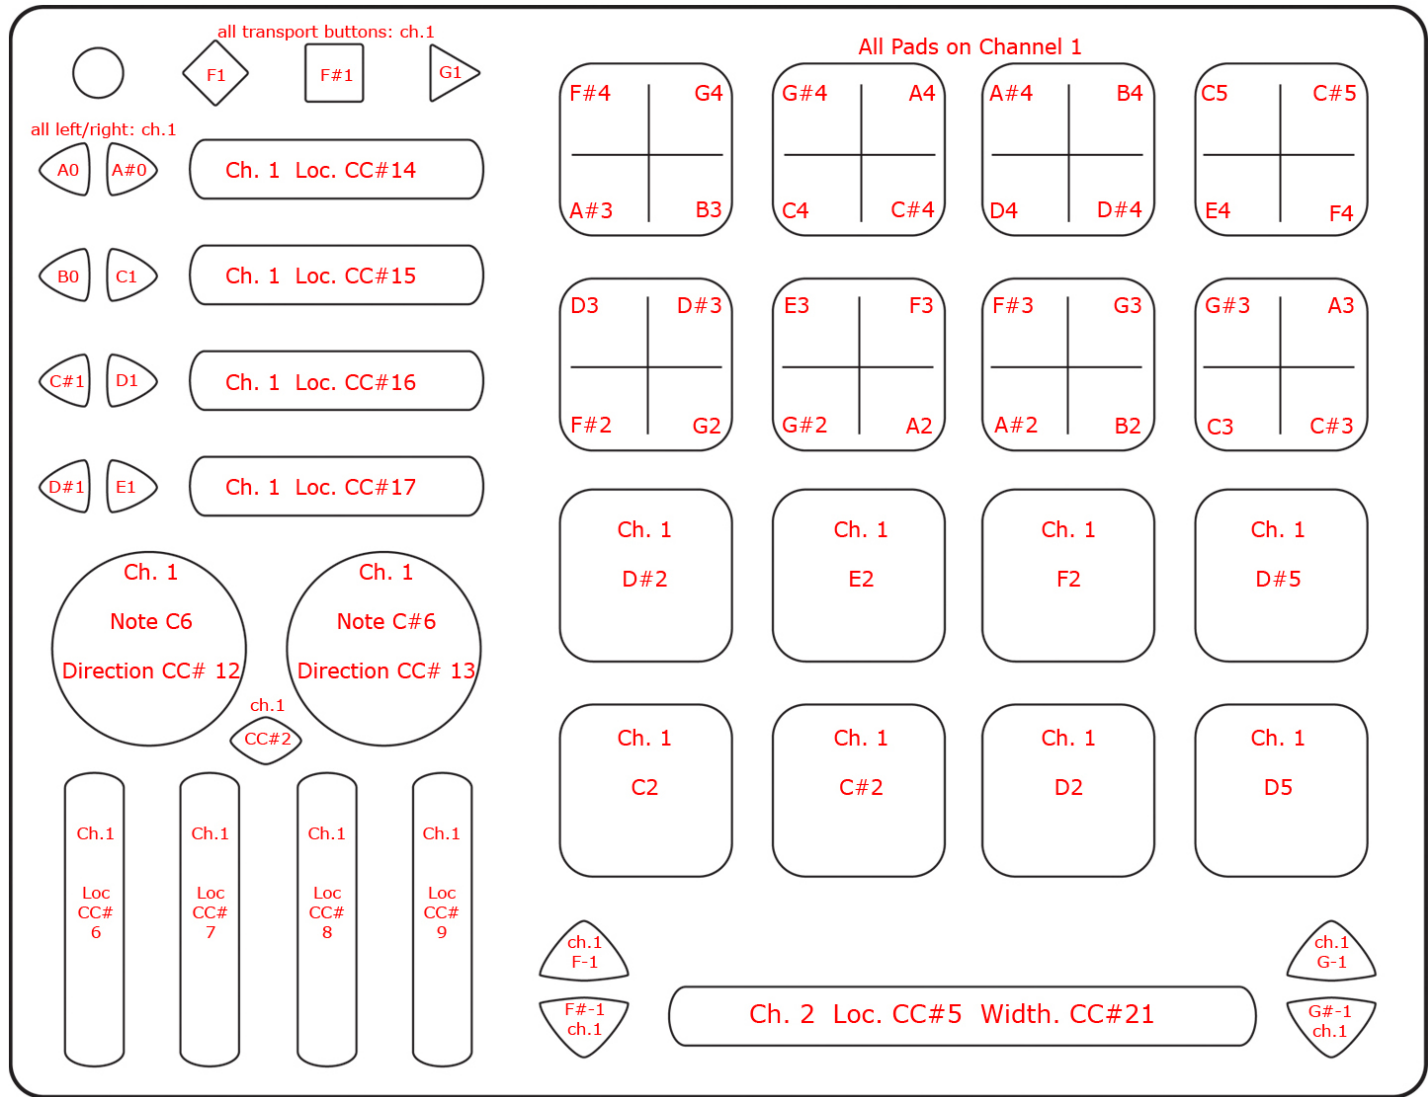 all transport buttons: ch.1
F1 F#1 G1
all left/right: ch.1
A0 A#0 Ch. 1 Loc. CC#14
B0 C1 Ch. 1 Loc. CC#15
C#1 D1 Ch. 1 Loc. CC#16
D#1 E1 Ch. 1 Loc. CC#17
Ch. 1
Note C6
Direction CC# 12
Ch. 1
Note C#6
Direction CC# 13
ch.1
CC#2
Ch.1
Loc
CC#
6
Ch.1
Loc
CC#
7
Ch.1
Loc
CC#
8
Ch.1
Loc
CC#
9
All Pads on Channel 1
F#4 G4 G#4 A4 A#4 B4 C5 C#5
A#3 B3 C4 C#4 D4 D#4 E4 F4
D3 D#3 E3 F3 F#3 G3 G#3 A3
F#2 G2 G#2 A2 A#2 B2 C3 C#3
Ch. 1 Ch. 1 Ch. 1 Ch. 1
D#2 E2 F2 D#5
Ch. 1 Ch. 1 Ch. 1 Ch. 1
C2 C#2 D2 D5
ch.1
F-1
F#-1
ch.1
Ch. 2 Loc. CC#5 Width. CC#21
ch.1
G-1
G#-1
ch.1